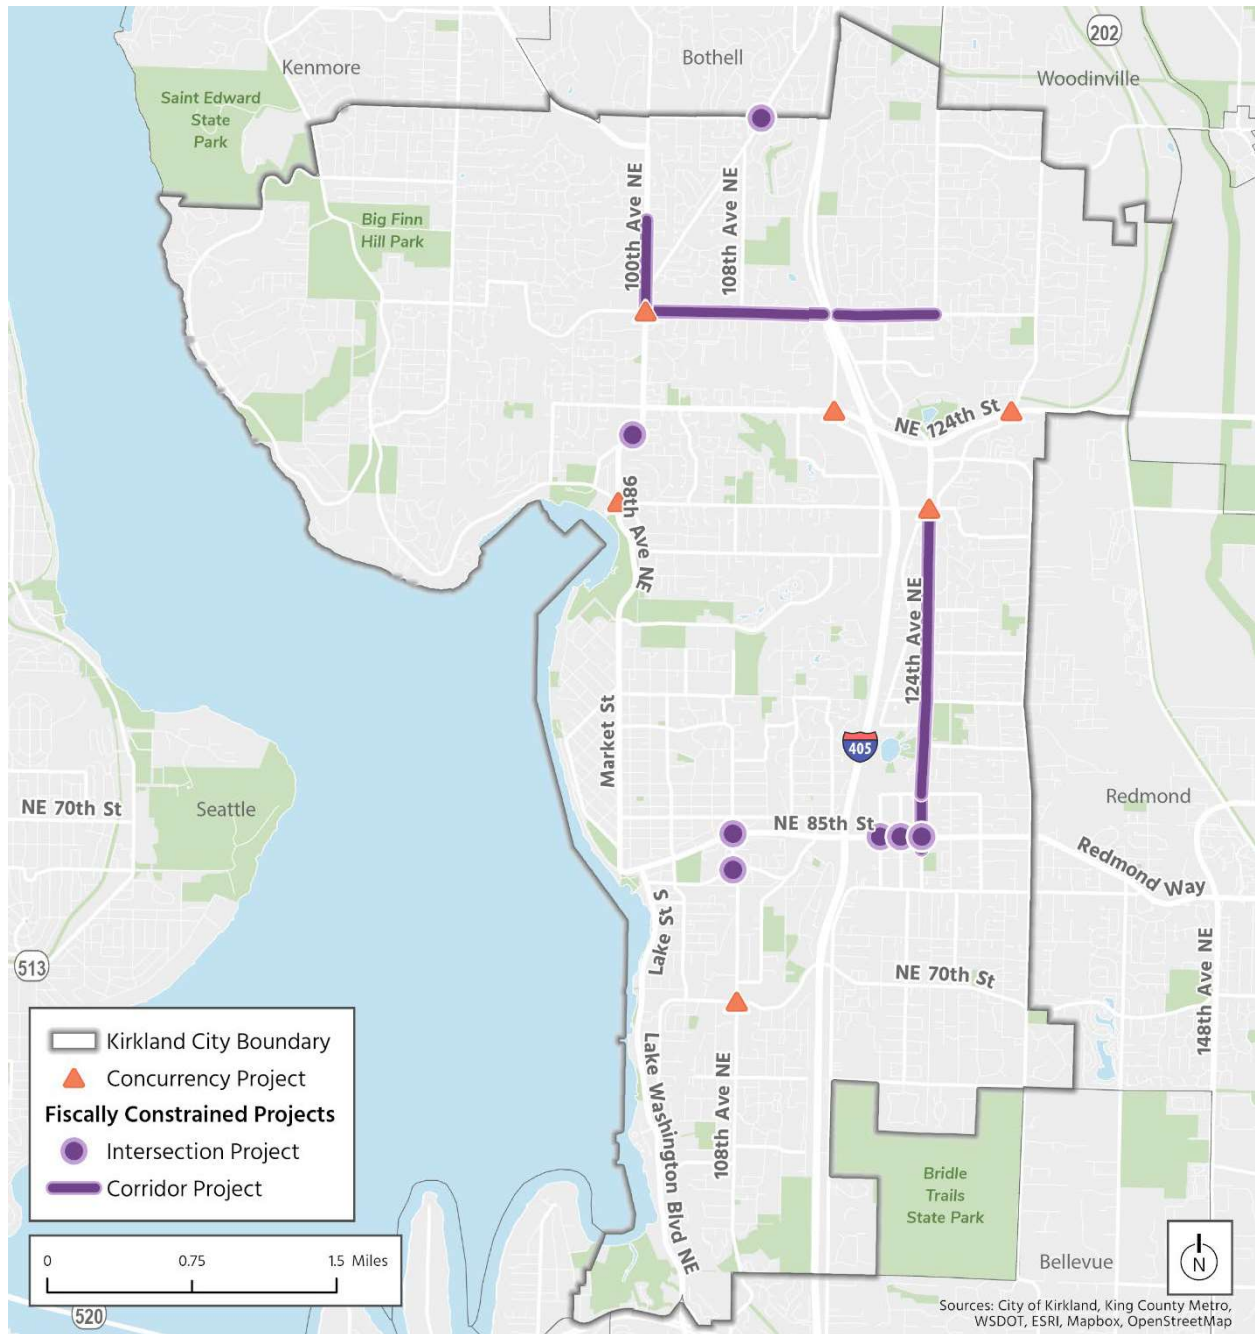 202
Bothell
Kenmore
Woodinville
Saint Edward
State
Park
100th Ave NE
108th Ave NE
Big Finn
Hill Park
NE 124th St
98th Ave NE
124th Ave NE
Market St
405
NE 70th St
Seattle
Redmond
NE 85th St
Redmond Way
Lake St S
513
NE 70th St
148th Ave NE
Kirkland City Boundary
Concurrency Project
Fiscally Constrained Projects
Intersection Project
Corridor Project
Lake Washington Blvd NE
108th Ave NE
Bridle
Trails
State Park
0 0.75 1.5 Miles
Bellevue
N
520
Sources: City of Kirkland, King County Metro,
WSDOT, ESRI, Mapbox, OpenStreetMap